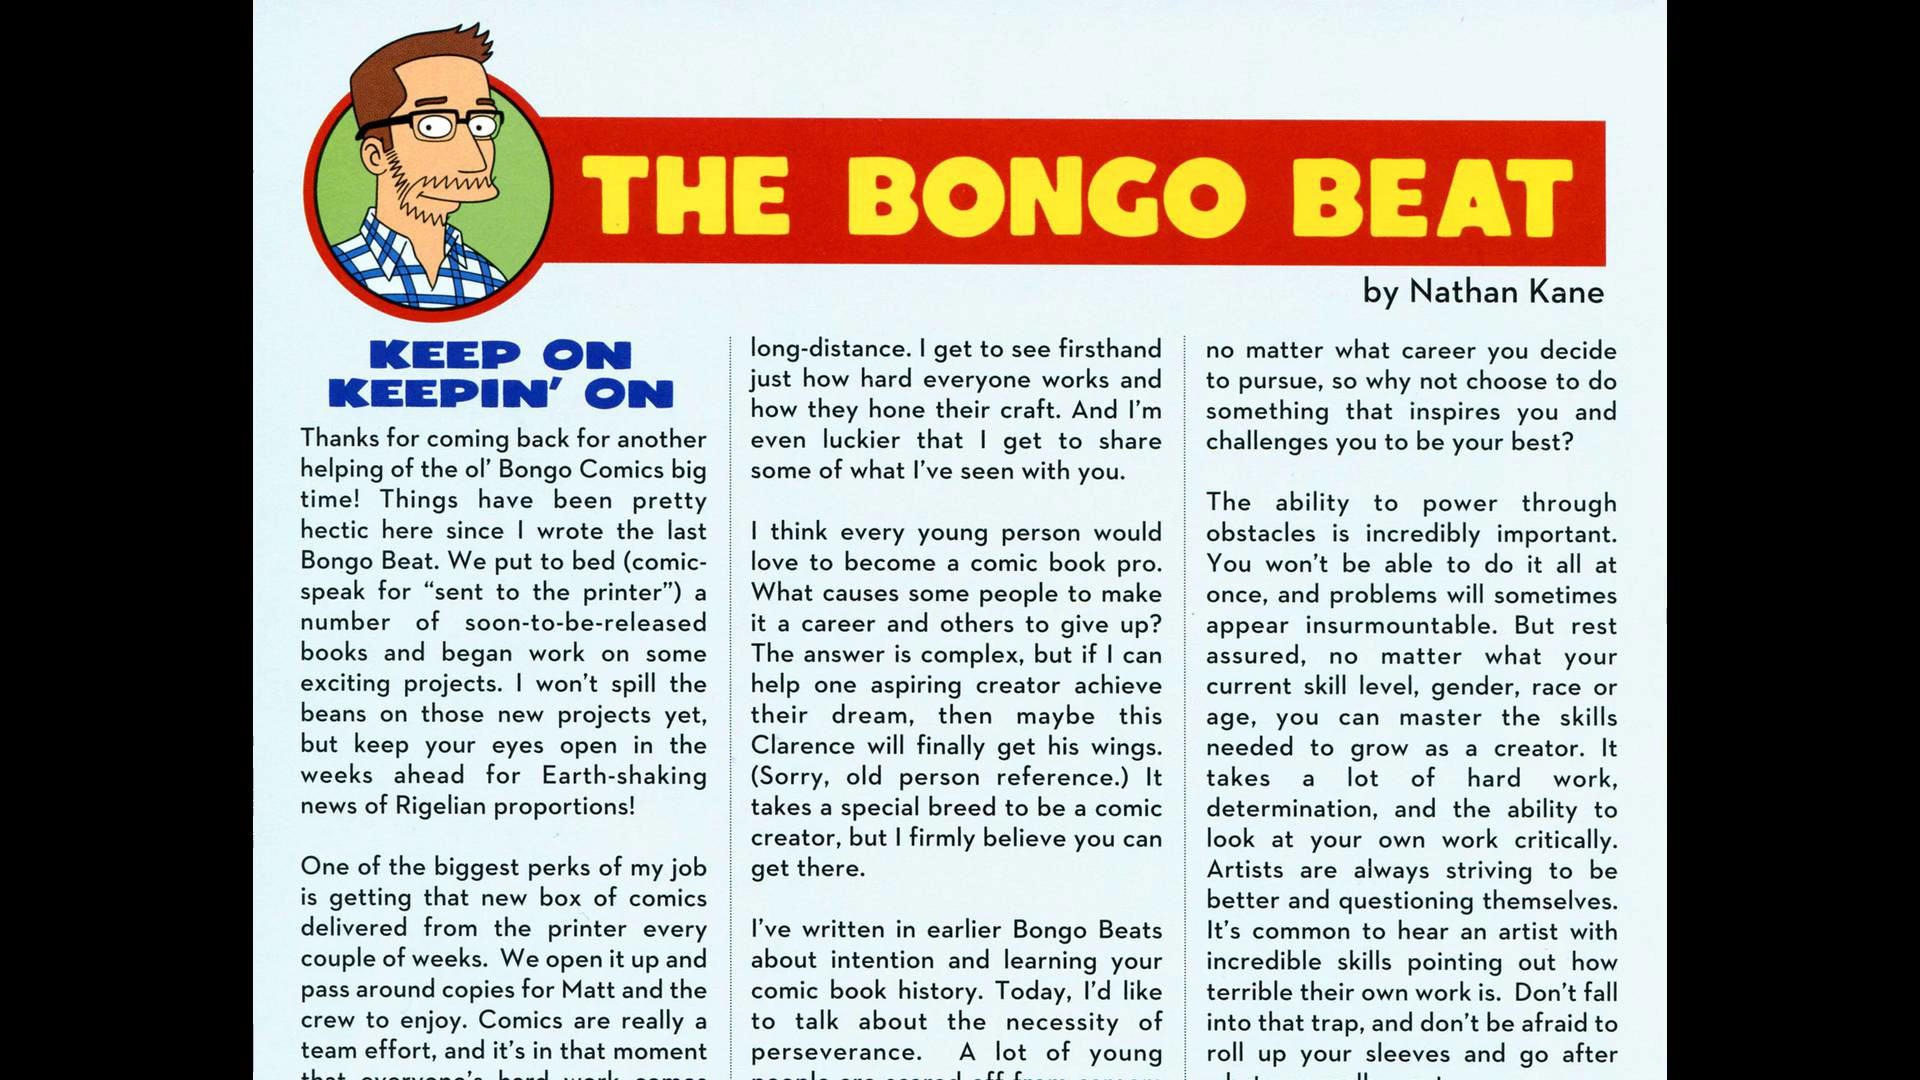 THE BONGO BEAT
by Nathan Kane
KEEP ON
KEEPIN' ON
Thanks for coming back for another
helping of the ol' Bongo Comics big
time! Things have been pretty
hectic here since I wrote the last
Bongo Beat. We put to bed (comic-
speak for “sent to the printer”) a
number of soon-to-be-released
books and began work on some
exciting projects. I won't spill the
beans on those new projects yet,
but keep your eyes open in the
weeks ahead for Earth-shaking
news of Rigelian proportions!
One of the biggest perks of my job
is getting that new box of comics
delivered from the printer every
couple of weeks. We open it up and
pass around copies for Matt and the
crew to enjoy. Comics are really a
team effort, and it's in that moment
that everyone's hard work comes
long-distance. I get to see firsthand
just how hard everyone works and
how they hone their craft. And I'm
even luckier that I get to share
some of what I've seen with you.
I think every young person would
love to become a comic book pro.
What causes some people to make
it a career and others to give up?
The answer is complex, but if I can
help one aspiring creator achieve
their dream, then maybe this
Clarence will finally get his wings.
(Sorry, old person reference.) It
takes a special breed to be a comic
creator, but I firmly believe you can
get there.
I've written in earlier Bongo Beats
about intention and learning your
comic book history. Today, I'd like
to talk about the necessity of
perseverance. A lot of young
people are scared off from
no matter what career you decide
to pursue, so why not choose to do
something that inspires you and
challenges you to be your best?
The ability to power through
obstacles is incredibly important.
You won't be able to do it all at
once, and problems will sometimes
appear insurmountable. But rest
assured, no matter what your
current skill level, gender, race or
age, you can master the skills
needed to grow as a creator. It
takes a lot of hard work,
determination, and the ability to
look at your own work critically.
Artists are always striving to be
better and questioning themselves.
It's common to hear an artist with
incredible skills pointing out how
terrible their own work is. Don't fall
into that trap, and don't be afraid to
roll up your sleeves and go after